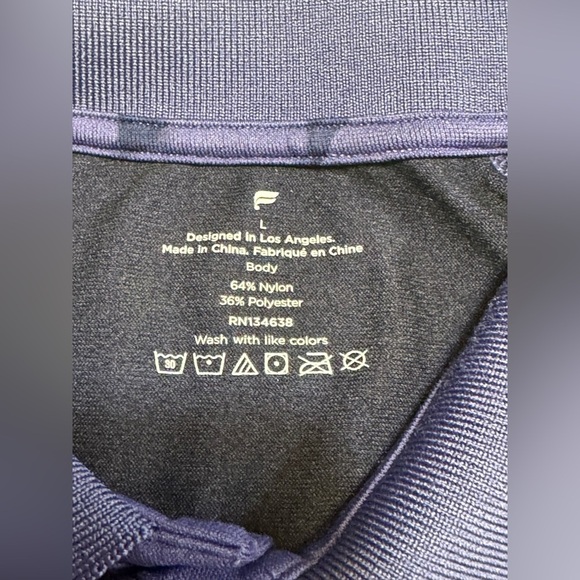 L
Designed in Los Angeles.
Made in China. Fabriqué en Chine
Body
64% Nylon
36% Polyester
RN134638
Wash with like colors
30